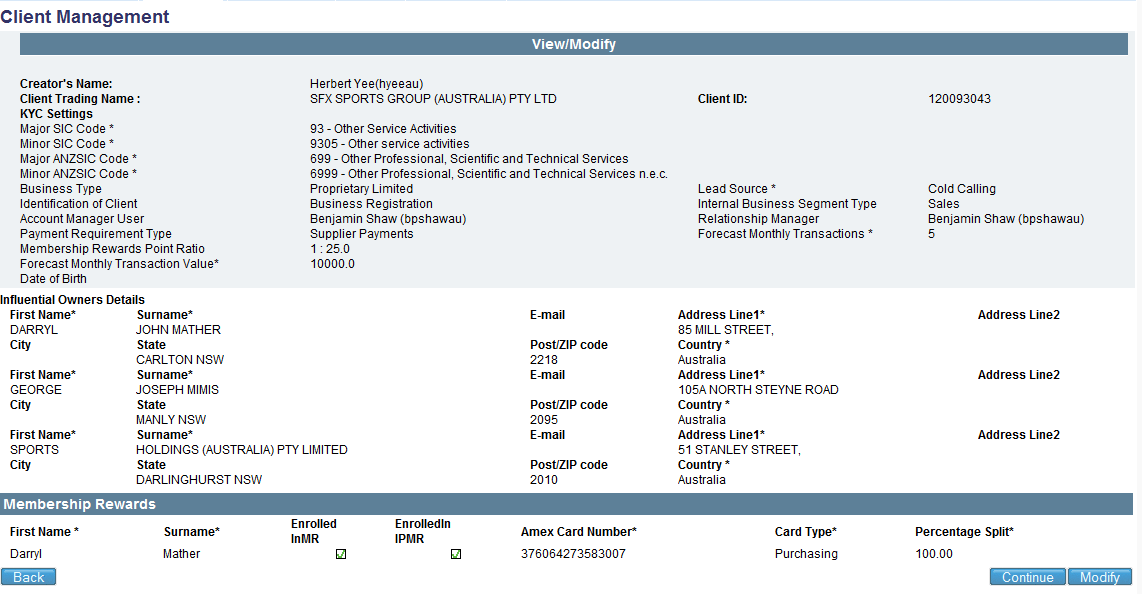 Client Management
View/Modify
Creator's Name: Herbert Yee(hyeeau)
Client Trading Name : SFX SPORTS GROUP (AUSTRALIA) PTY LTD Client ID: 120093043
KYC Settings
Major SIC Code * 93 - Other Service Activities
Minor SIC Code * 9305 - Other service activities
Major ANZSIC Code * 699 - Other Professional, Scientific and Technical Services
Minor ANZSIC Code * 6999 - Other Professional, Scientific and Technical Services n.e.c.
Business Type Proprietary Limited Lead Source * Cold Calling
Identification of Client Business Registration Internal Business Segment Type Sales
Account Manager User Benjamin Shaw (bpshawau) Relationship Manager Benjamin Shaw (bpshawau)
Payment Requirement Type Supplier Payments Forecast Monthly Transactions * 5
Membership Rewards Point Ratio 1 : 25.0
Forecast Monthly Transaction Value* 10000.0
Date of Birth
Influential Owners Details
First Name* Surname* E-mail Address Line1* Address Line2
DARRYL JOHN MATHER 85 MILL STREET,
City State Post/ZIP code Country *
CARLTON NSW 2218 Australia
First Name* Surname* E-mail Address Line1* Address Line2
GEORGE JOSEPH MIMIS 105A NORTH STEYNE ROAD
City State Post/ZIP code Country *
MANLY NSW 2095 Australia
First Name* Surname* E-mail Address Line1* Address Line2
SPORTS HOLDINGS (AUSTRALIA) PTY LIMITED 51 STANLEY STREET,
City State Post/ZIP code Country *
DARLINGHURST NSW 2010 Australia
Membership Rewards
First Name * Surname* Enrolled InMR EnrolledIn IPMR Amex Card Number* Card Type* Percentage Split*
Darryl Mather 376064273583007 Purchasing 100.00
Back Continue Modify